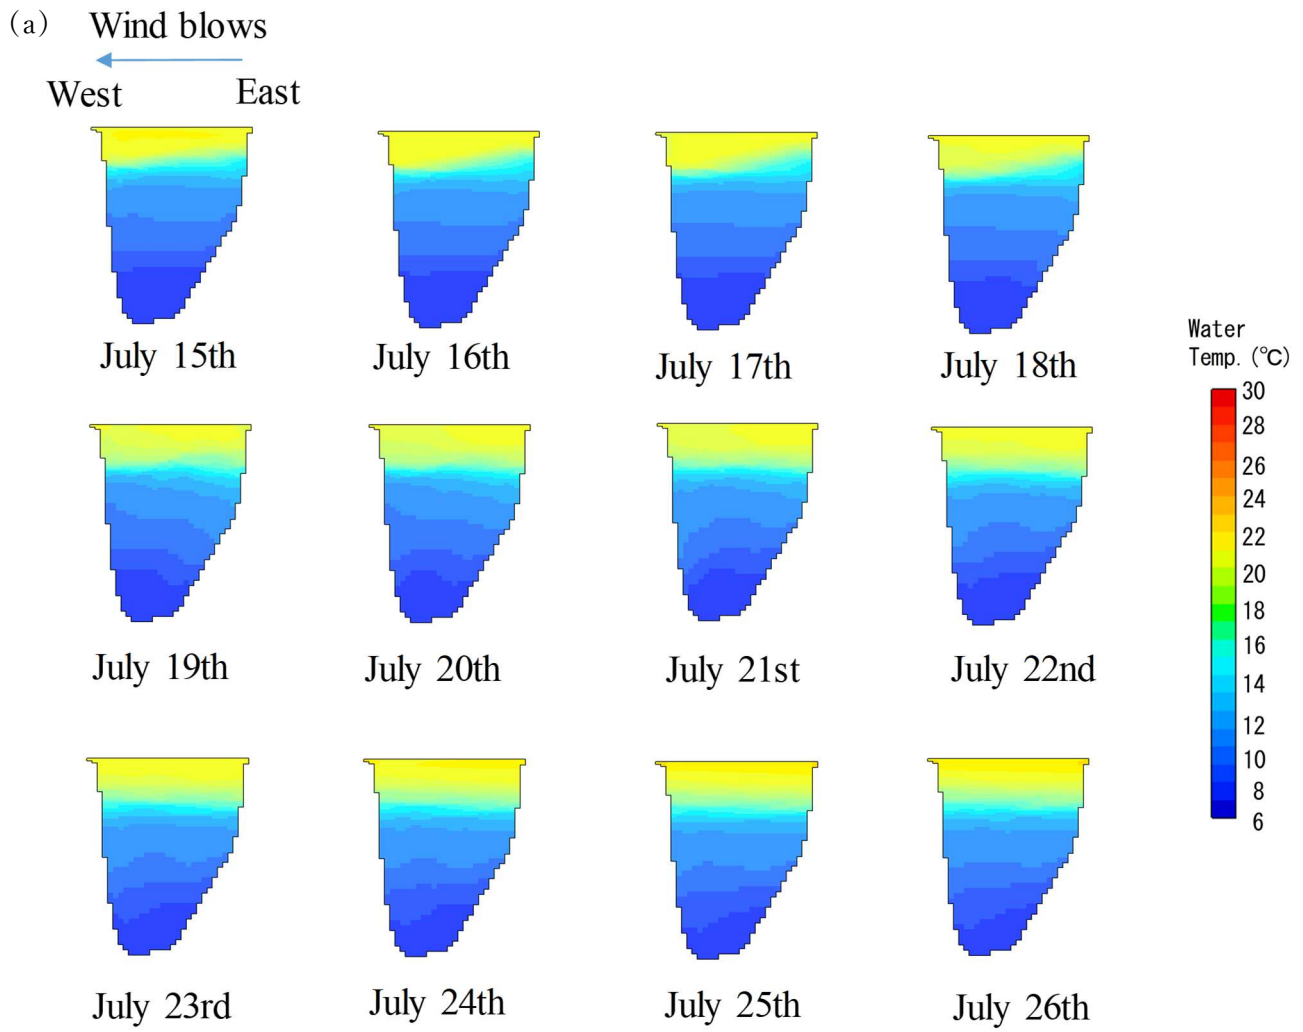 (a)
Wind blows
West East
July 15th July 16th July 17th July 18th
Water
Temp. (℃)
30
28
26
24
22
20
18
16
14
12
10
8
6
July 19th July 20th July 21st July 22nd
July 23rd July 24th July 25th July 26th